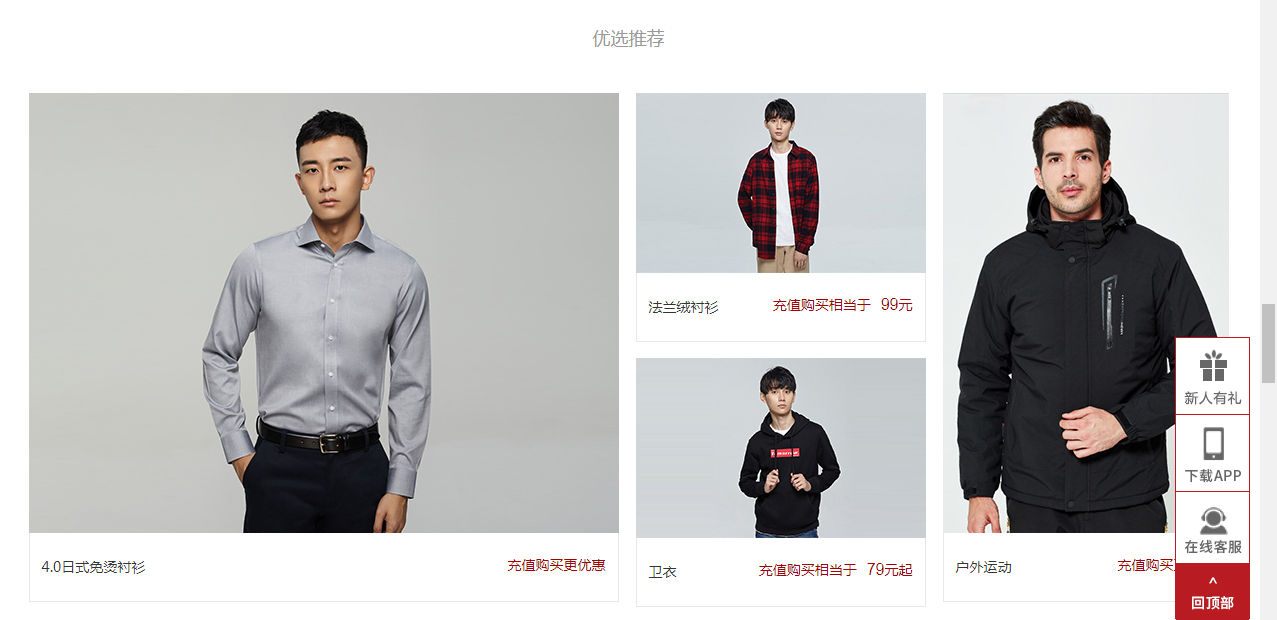 优选推荐
4.0日式免烫衬衫
充值购买更优惠
法兰绒衬衫
充值购买相当于 99元
卫衣
充值购买相当于 79元起
户外运动
充值购买
新人有礼
下载APP
在线客服
^
回顶部